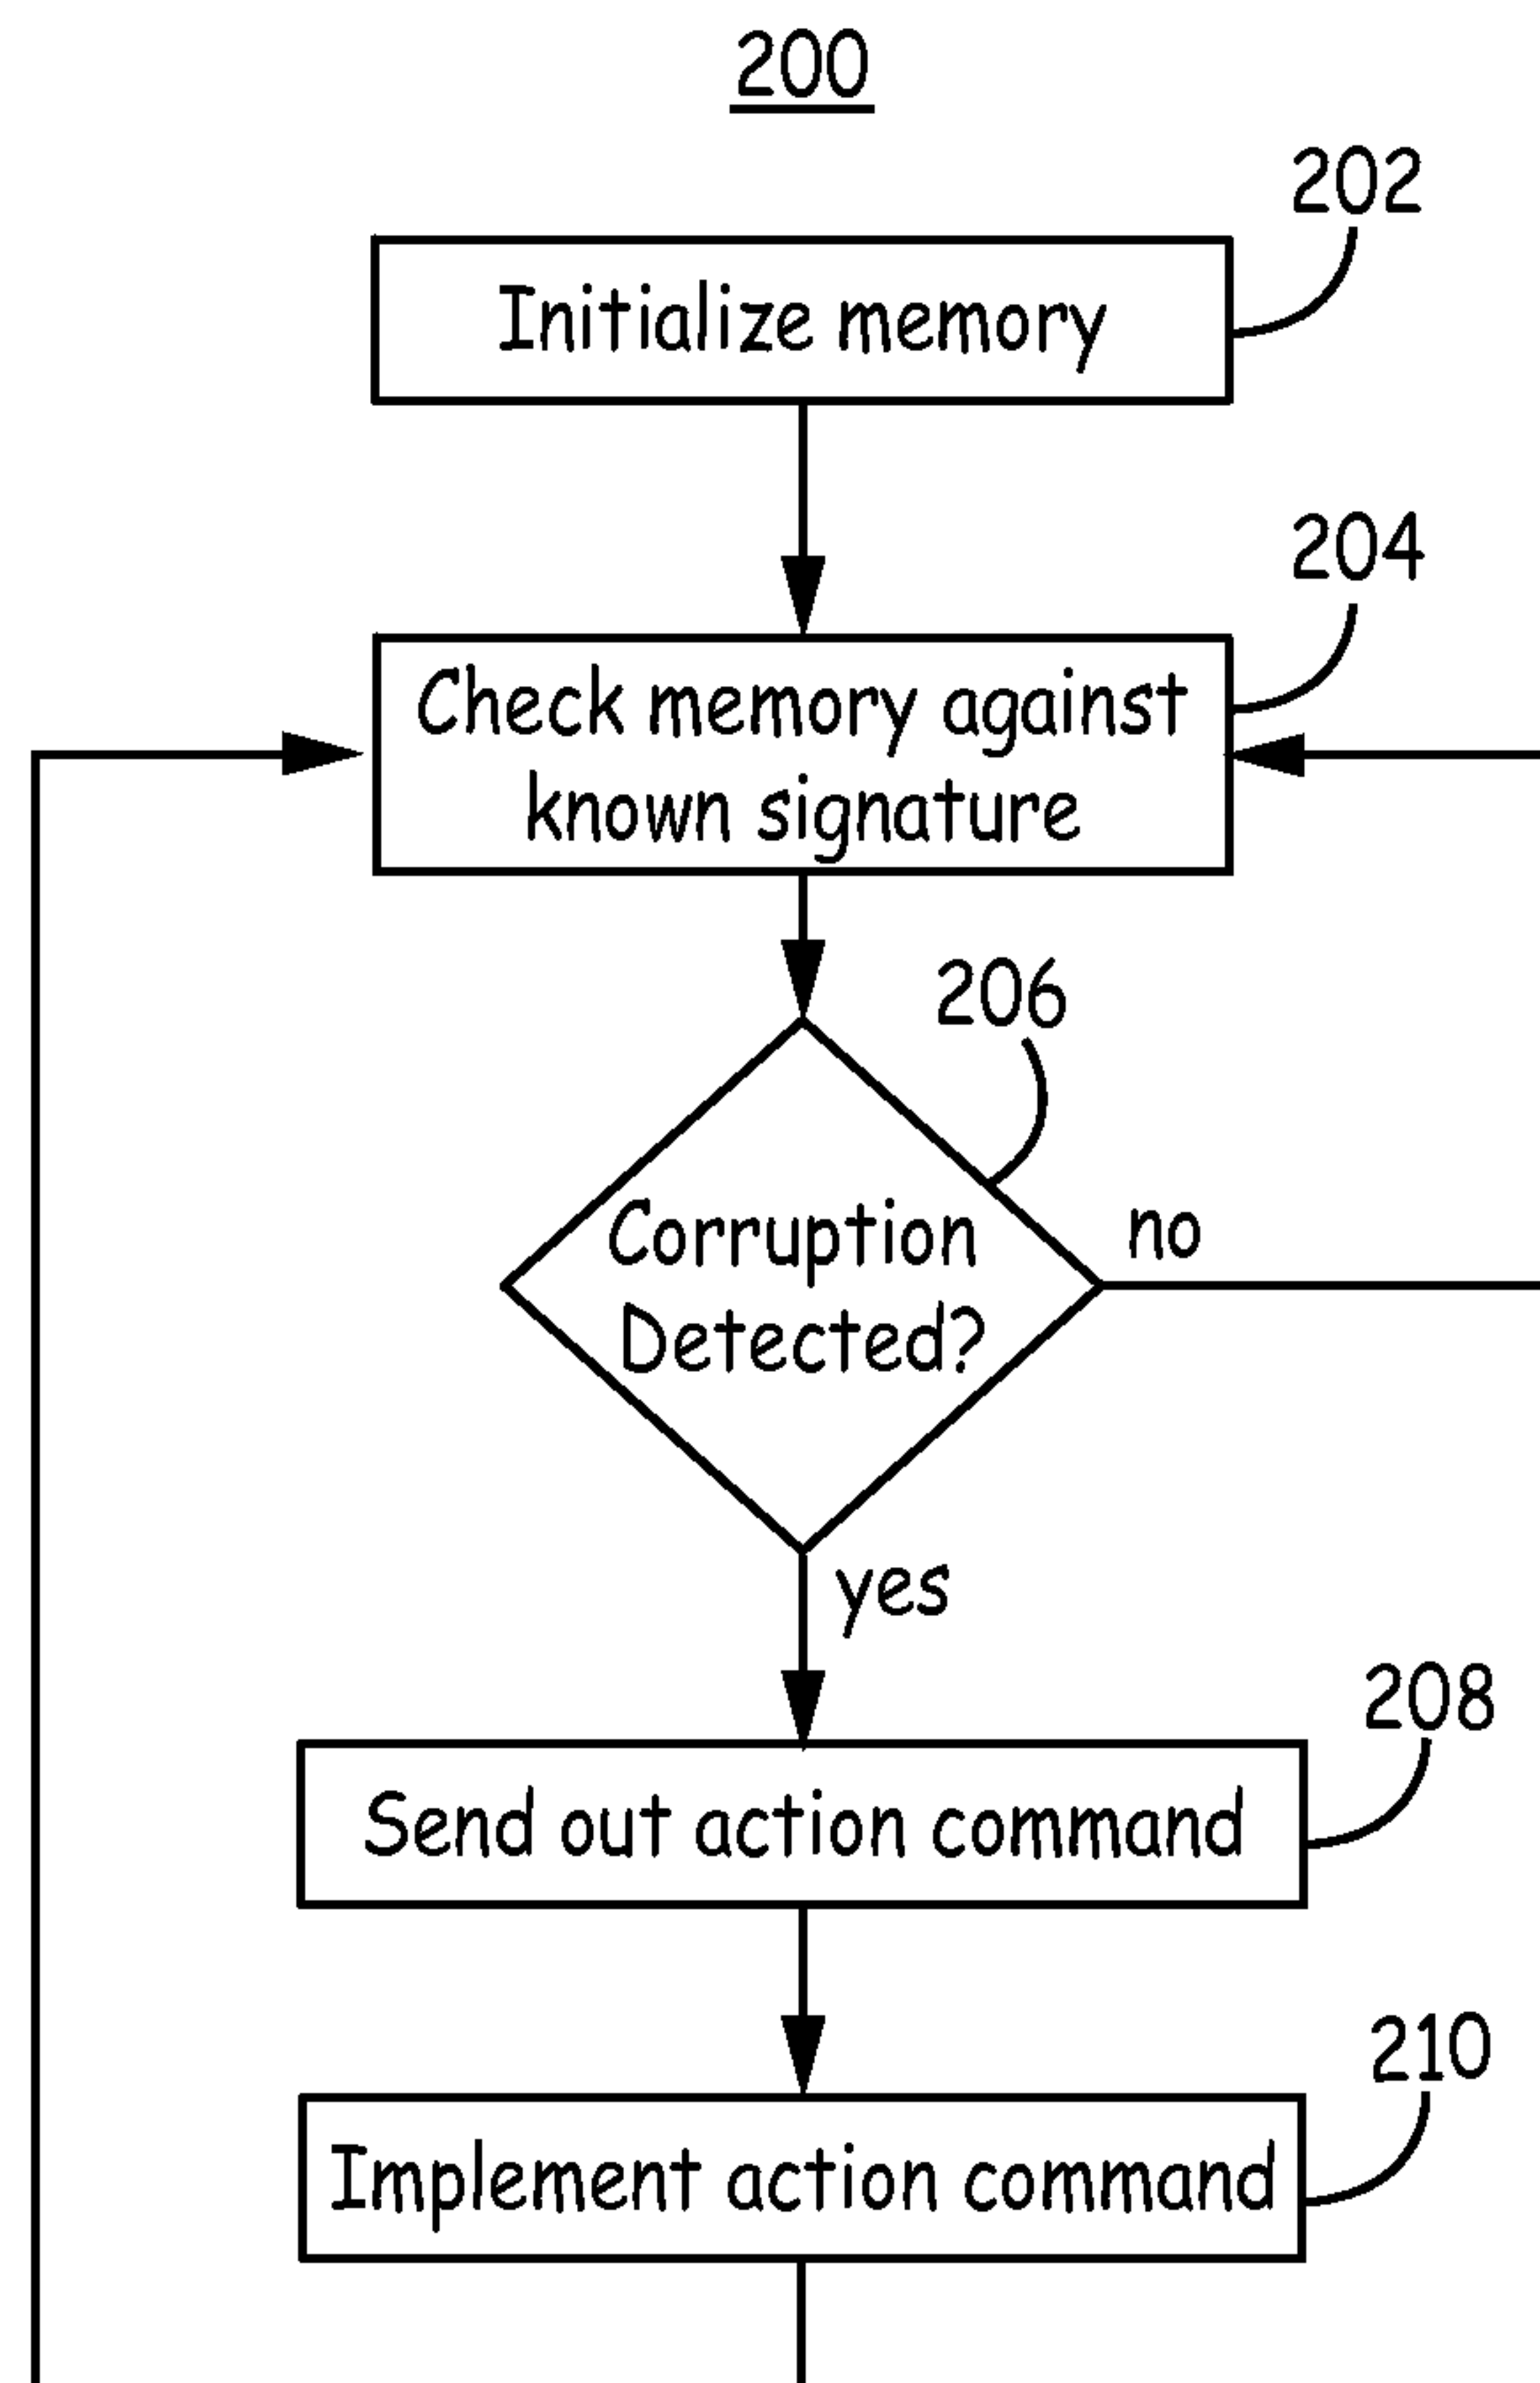 200
202
Initialize memory
204
Check memory against
known signature
206
Corruption
Detected?
no
yes
208
Send out action command
210
Implement action command